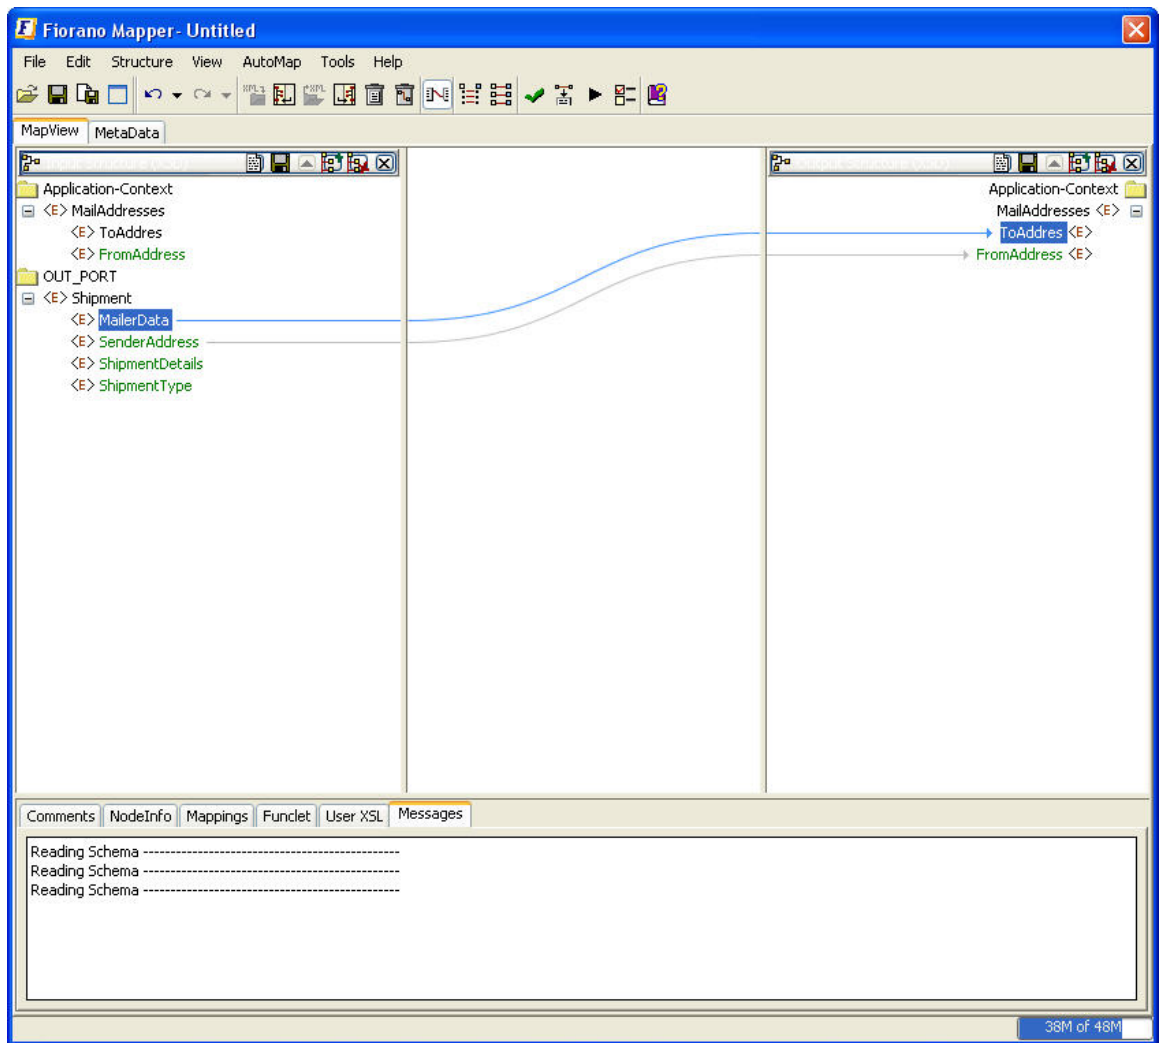 Fiorano Mapper- Untitled
File Edit Structure View AutoMap Tools Help
MapView MetaData
Application-Context
<E> MailAddresses
<E> ToAddres
<E> FromAddress
OUT_PORT
<E> Shipment
<E> MailerData
<E> SenderAddress
<E> ShipmentDetails
<E> ShipmentType
Application-Context
MailAddresses <E>
ToAddres <E>
FromAddress <E>
Comments NodeInfo Mappings Funclet User XSL Messages
Reading Schema -----------------------------------------------
Reading Schema -----------------------------------------------
Reading Schema -----------------------------------------------
38M of 48M